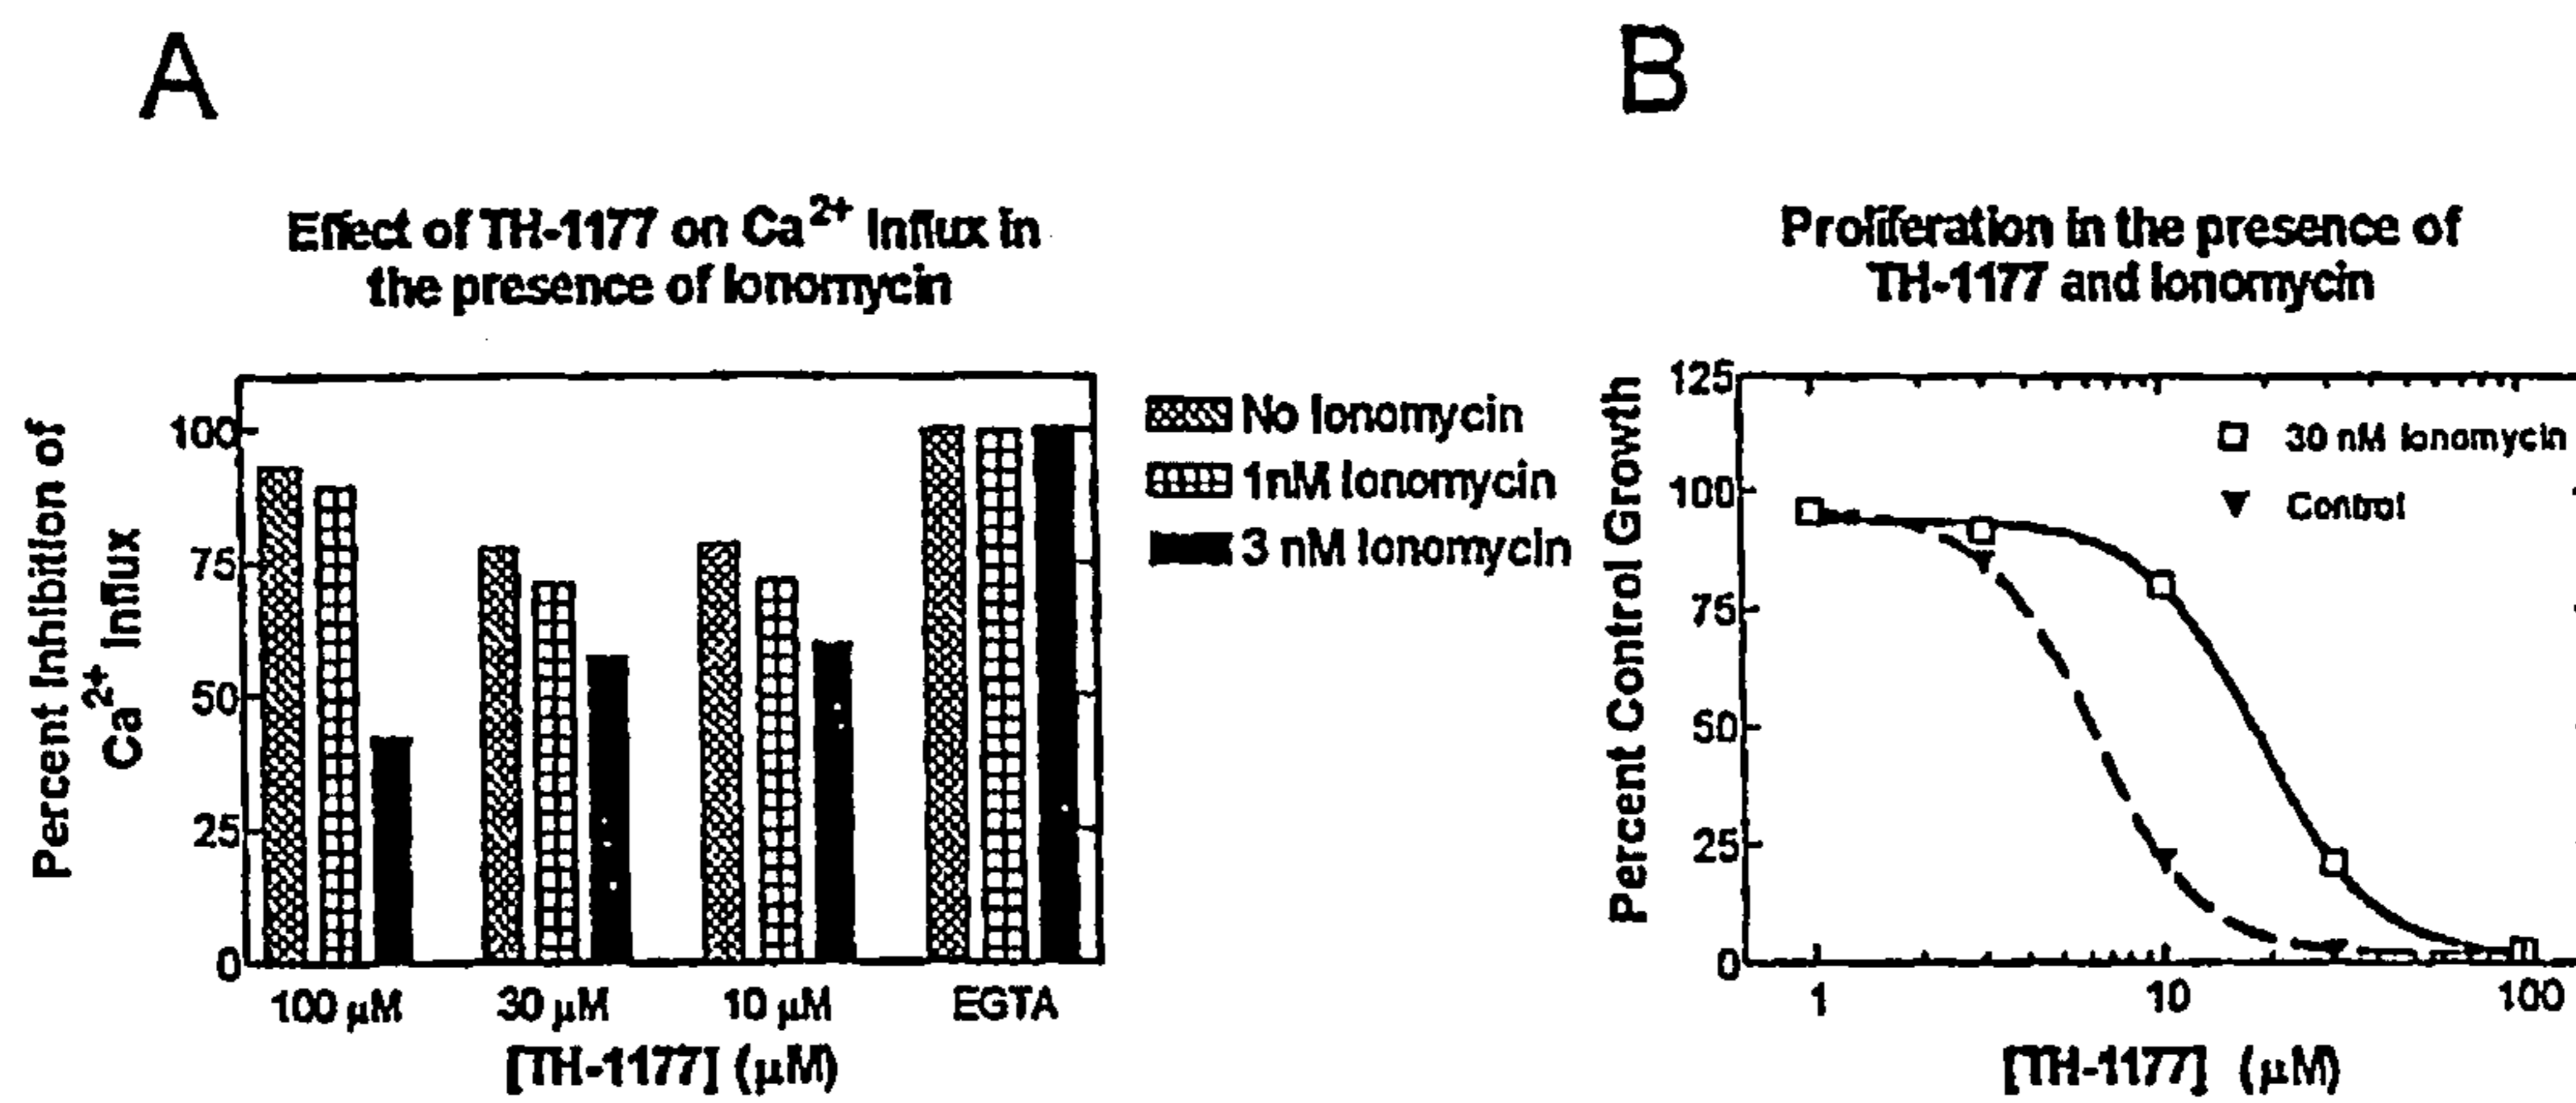 A
Effect of TH-1177 on Ca2+ Influx in
the presence of Ionomycin
Percent Inhibition of
Ca2+ Influx
100
75
50
25
0
100 μM
30 μM
10 μM
EGTA
[TH-1177] (μM)
No Ionomycin
1nM Ionomycin
3 nM Ionomycin
B
Proliferation in the presence of
TH-1177 and Ionomycin
Percent Control Growth
125
100
75
50
25
0
30 nM Ionomycin
Control
1
10
100
[TH-1177] (μM)